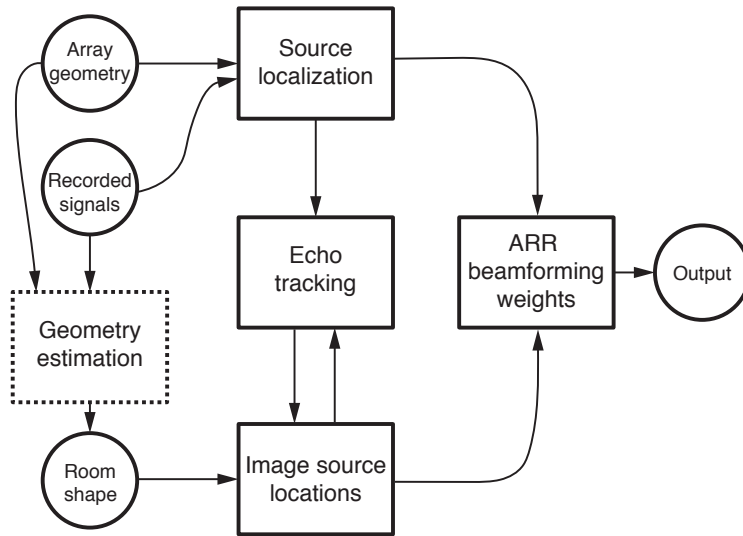 Array
geometry
Source
localization
Recorded
signals
Echo
tracking
ARR
beamforming
weights
Output
Geometry
estimation
Room
shape
Image source
locations